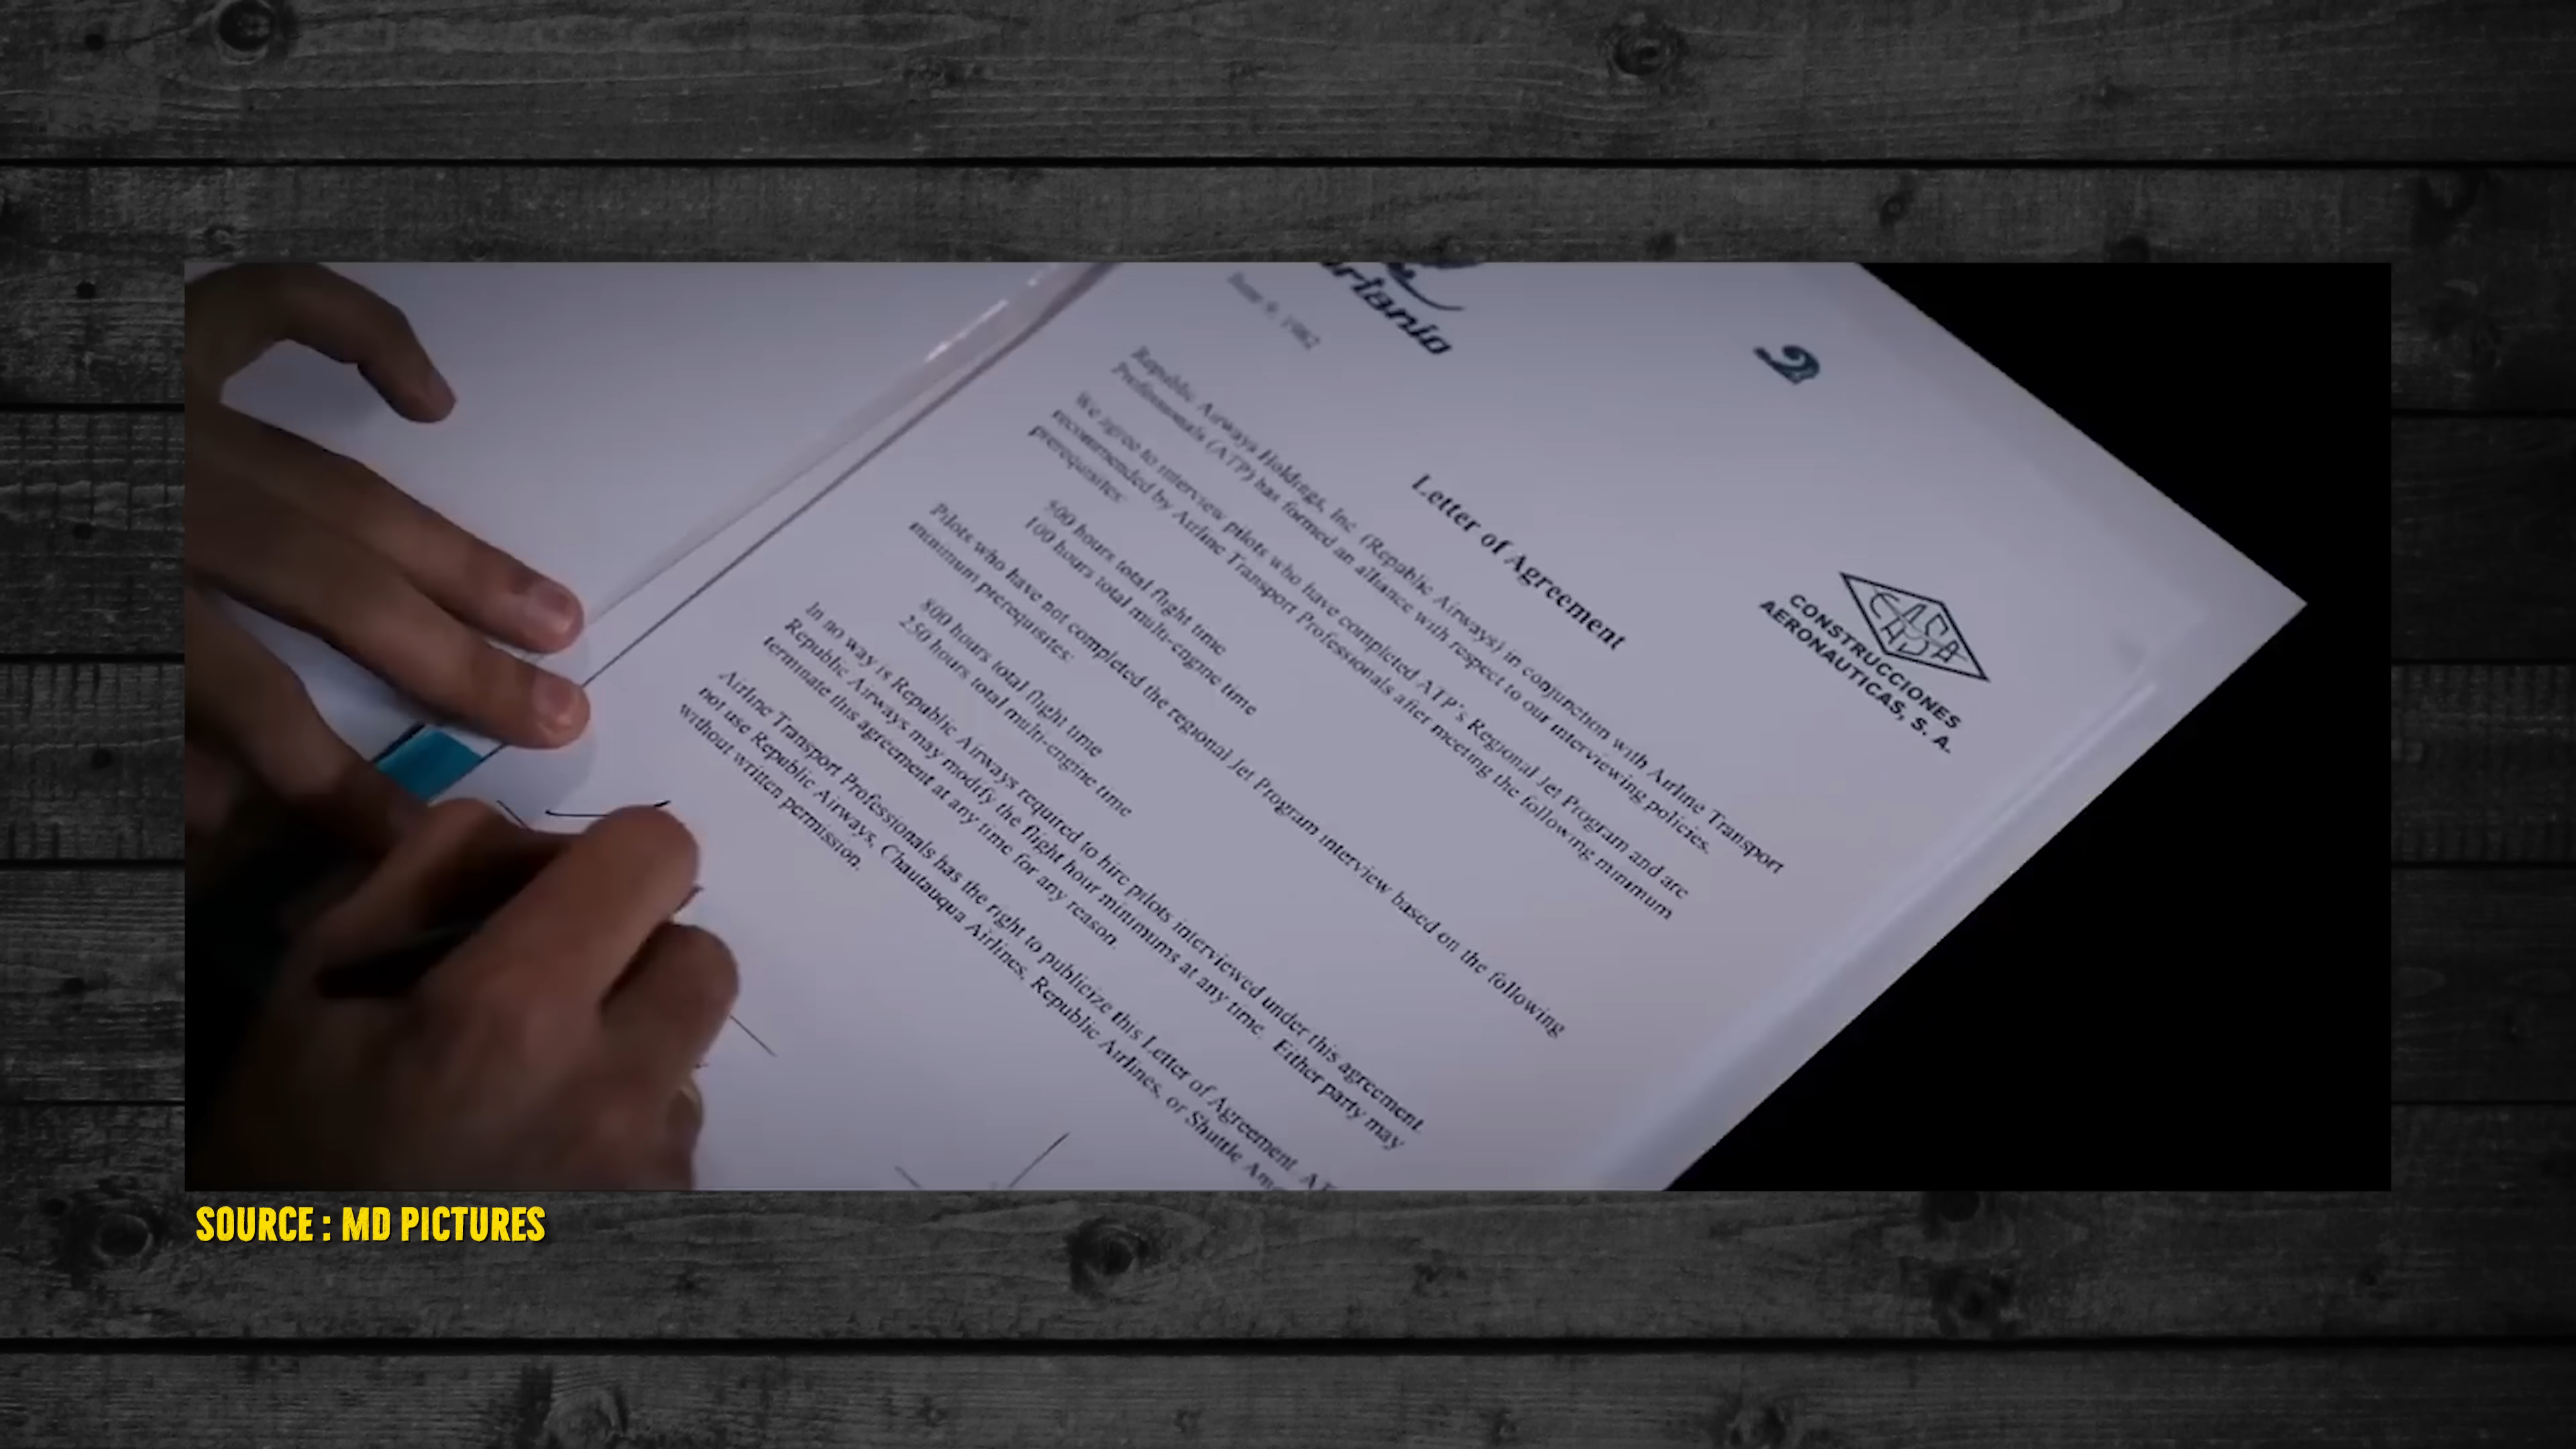 rtanio
June 9, 1982
CASA
CONSTRUCCIONES
AERONAUTICAS, S. A.
Letter of Agreement
Republic Airways Holdings, Inc. (Republic Airways) in conjunction with Airline Transport
Professionals (ATP) has formed an alliance with respect to our interviewing policies.
We agree to interview pilots who have completed ATP's Regional Jet Program and are
recommended by Airline Transport Professionals after meeting the following minimum
prerequisites:
500 hours total flight time
100 hours total multi-engine time
Pilots who have not completed the regional Jet Program interview based on the following
minimum prerequisites:
800 hours total flight time
250 hours total multi-engine time
In no way is Republic Airways required to hire pilots interviewed under this agreement.
Republic Airways may modify the flight hour minimums at any time. Either party may
terminate this agreement at any time for any reason.
Airline Transport Professionals has the right to publicize this Letter of Agreement. AT
not use Republic Airways, Chautauqua Airlines, Republic Airlines, or Shuttle Ame
without written permission.
SOURCE : MD PICTURES